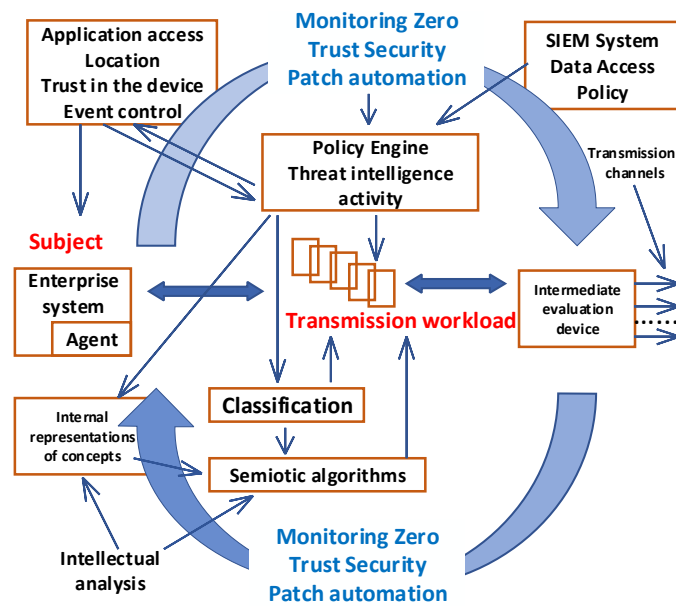 Monitoring Zero
Trust Security
Patch automation
Application access
Location
Trust in the device
Event control
SIEM System
Data Access
Policy
Policy Engine
Threat intelligence
activity
Transmission
channels
Subject
Enterprise
system
Agent
Transmission workload
Intermediate
evaluation
device
Classification
Internal
representations
of concepts
Semiotic algorithms
Intellectual
analysis
Monitoring Zero
Trust Security
Patch automation